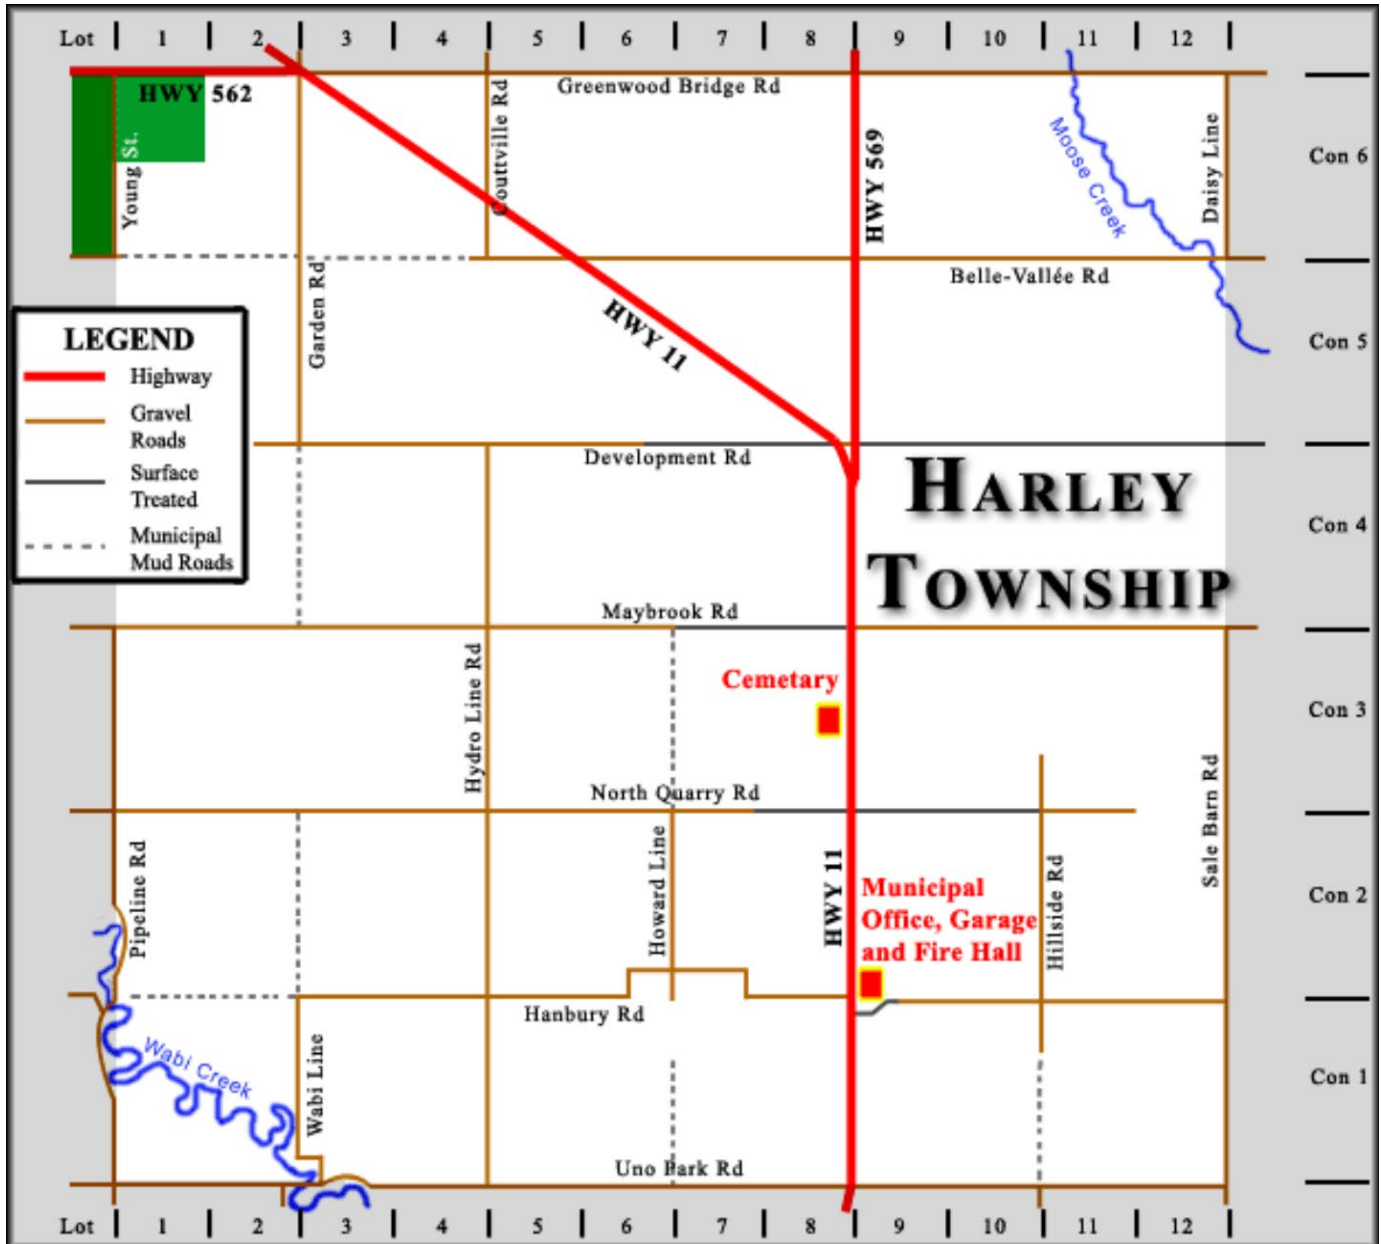 Lot 1 2 3 4 5 6 7 8 9 10 11 12
HWY 562
Greenwood Bridge Rd
Young St.
Gouttville Rd
HWY 569
Moose Creek
Daisy Line
Con 6
Belle-Vallée Rd
Garden Rd
HWY 11
Con 5
LEGEND
Highway
Gravel
Roads
Surface
Treated
Municipal
Mud Roads
Development Rd
HARLEY
TOWNSHIP
Con 4
Maybrook Rd
Hydro Line Rd
Cemetary
Con 3
North Quarry Rd
Sale Barn Rd
Pipeline Rd
Howard Line
HWY 11
Municipal
Office, Garage
and Fire Hall
Hillside Rd
Con 2
Hanbury Rd
Wabi Creek
Wabi Line
Con 1
Uno Park Rd
Lot 1 2 3 4 5 6 7 8 9 10 11 12